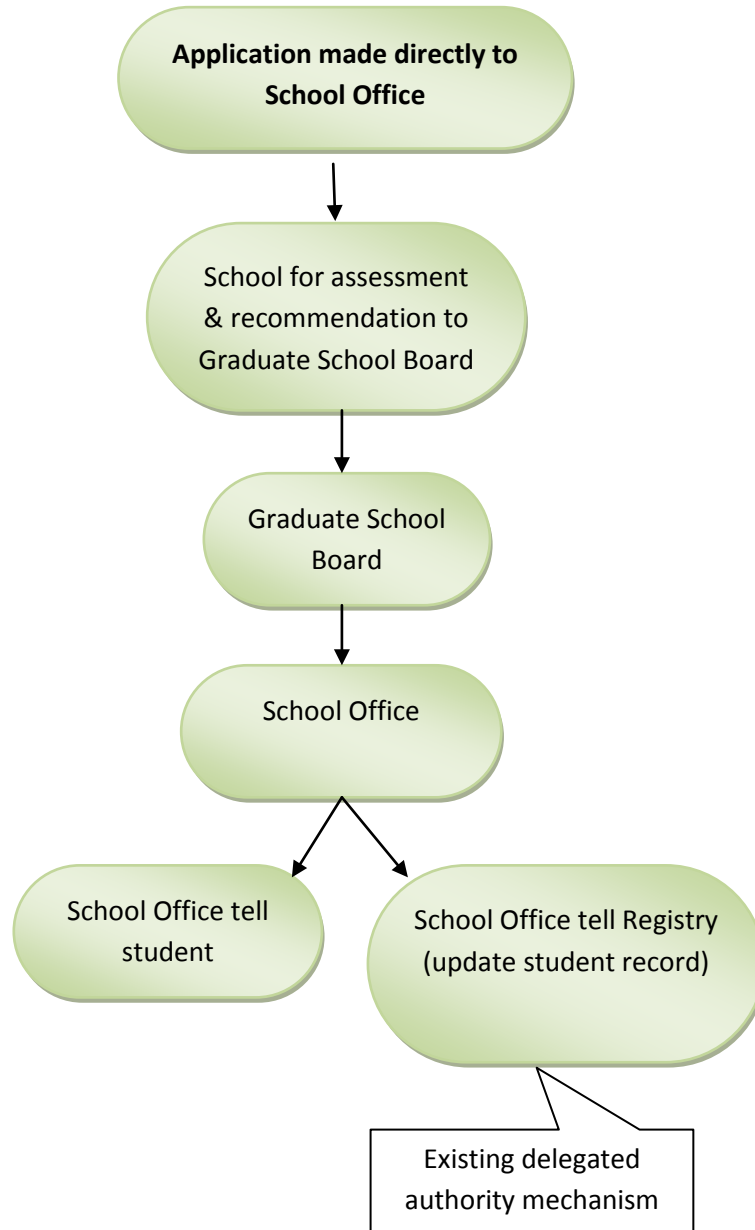 Application made directly to
School Office
School for assessment
& recommendation to
Graduate School Board
Graduate School
Board
School Office
School Office tell
student
School Office tell Registry
(update student record)
Existing delegated
authority mechanism